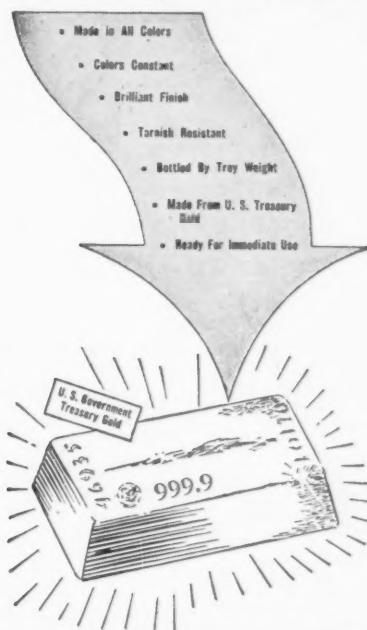 • Made in All Colors
• Colors Constant
• Brilliant Finish
• Tarnish Resistant
• Bottled By Troy Weight
• Made From U. S. Treasury
Gold
• Ready For Immediate Use
U. S. Government
Treasury Gold
999.9